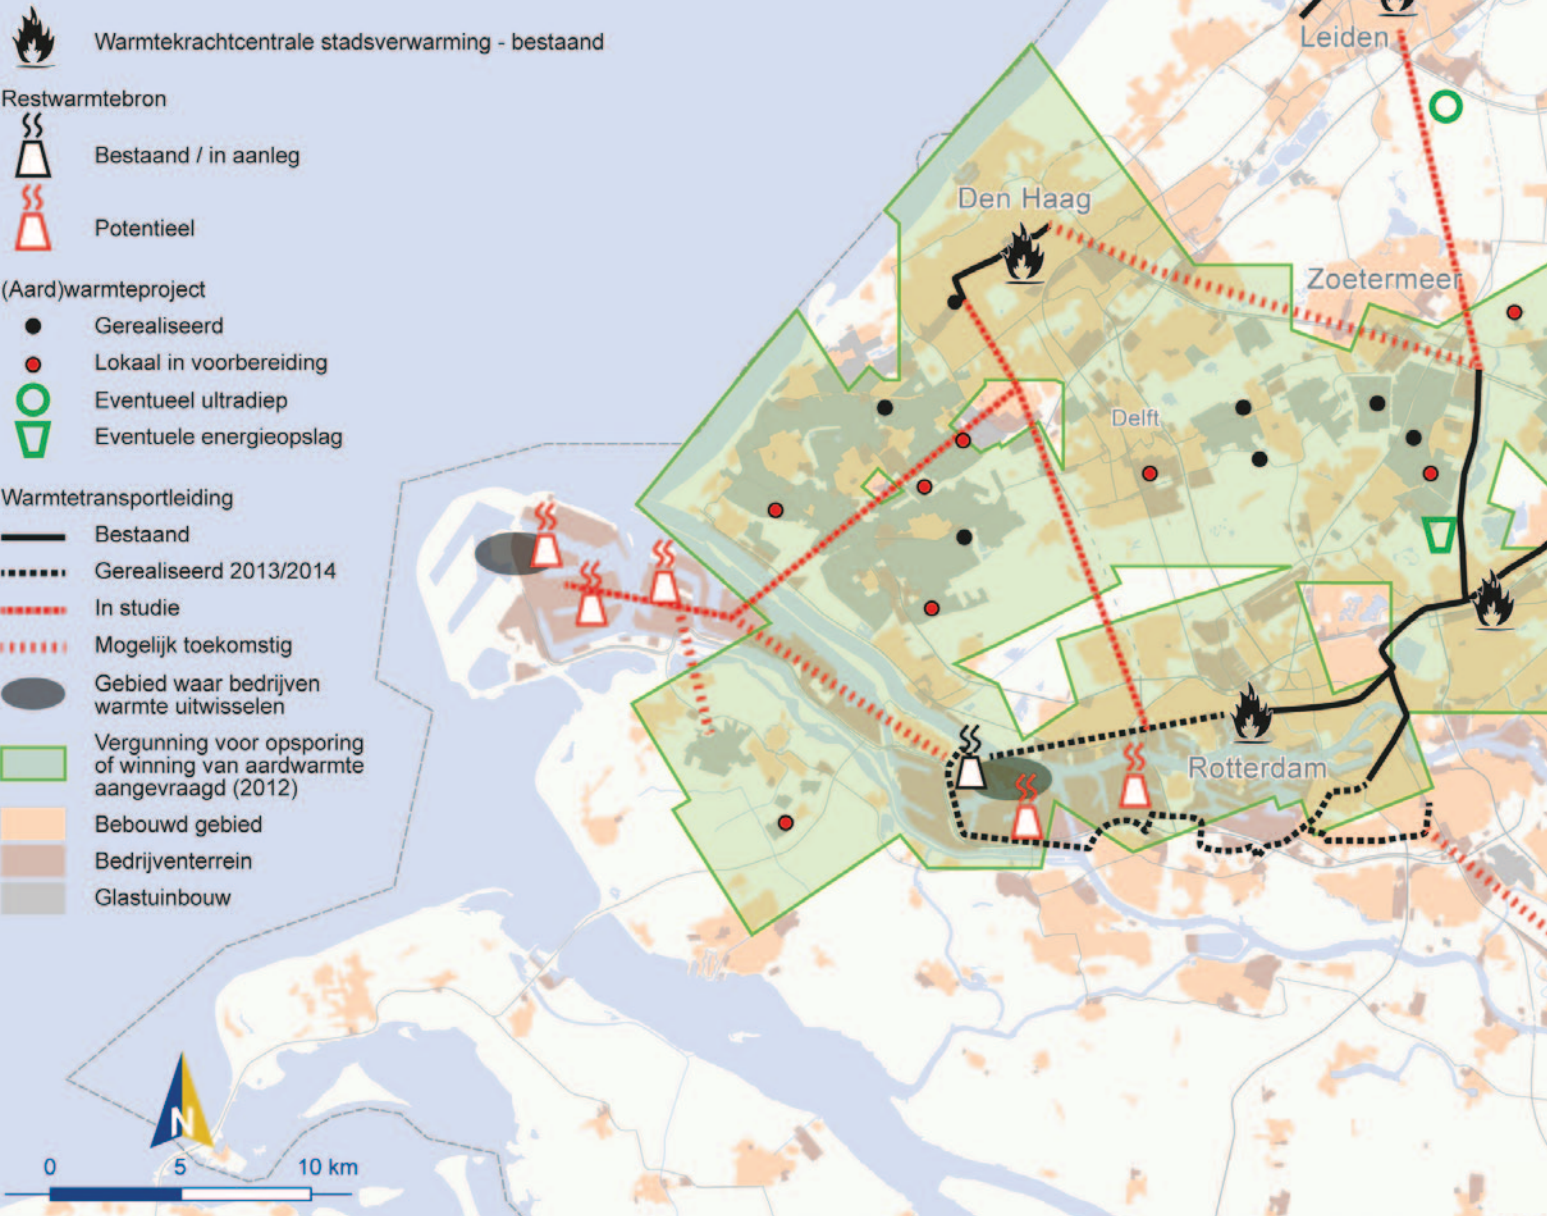 Warmtekrachtcentrale stadsverwarming - bestaand
Restwarmtebron
Bestaand / in aanleg
Potentieel
(Aard)warmteproject
Gerealiseerd
Lokaal in voorbereiding
Eventueel ultradiep
Eventuele energieopslag
Warmtetransportleiding
Bestaand
Gerealiseerd 2013/2014
In studie
Mogelijk toekomstig
Gebied waar bedrijven
warmte uitwisselen
Vergunning voor opsporing
of winning van aardwarmte
aangevraagd (2012)
Bebouwd gebied
Bedrijventerrein
Glastuinbouw
N
0 5 10 km
Leiden
Den Haag
Zoetermeer
Delft
Rotterdam